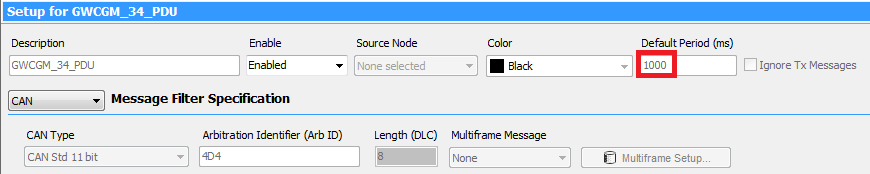 Setup for GWCGM_34_PDU
Description Enable Source Node Color Default Period (ms)
GWCGM_34_PDU Enabled None selected Black 1000 Ignore Tx Messages
CAN Message Filter Specification
CAN Type Arbitration Identifier (Arb ID) Length (DLC) Multiframe Message
CAN Std 11 bit 4D4 8 None Multiframe Setup...